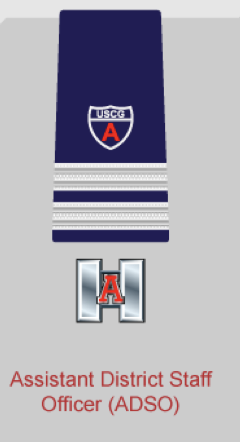 USCG
A
A
Assistant District Staff
Officer (ADSO)